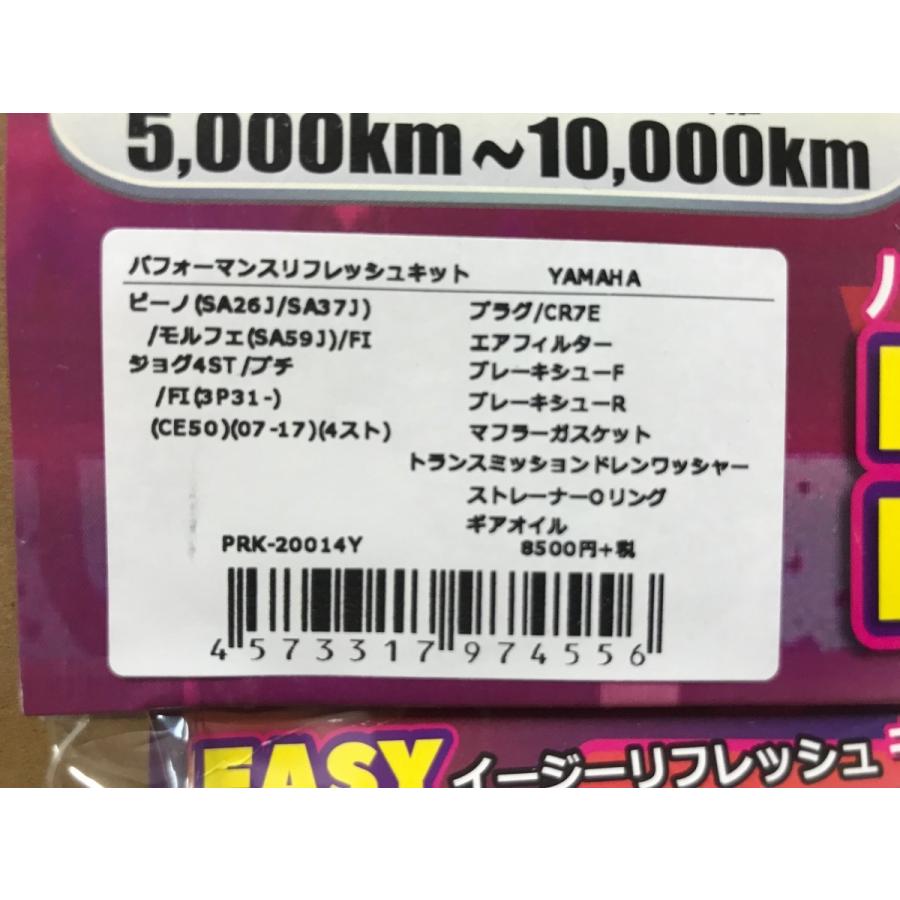 5,000km~10,000km
パフォーマンスリフレッシュキット YAMAHA
ビーノ(SA26J/SA37J) プラグ/CR7E
/モルフェ(SA59J)/FI エアフィルター
ジョグ4ST/プチ ブレーキシューF
/FI(3P31-) ブレーキシューR
(CE50)(07-17)(4スト) マフラーガスケット
トランスミッションドレンワッシャー
ストレーナーOリング
ギアオイル
PRK-20014Y 8500円+税
4573317974556
EASY イージーリフレッシュ